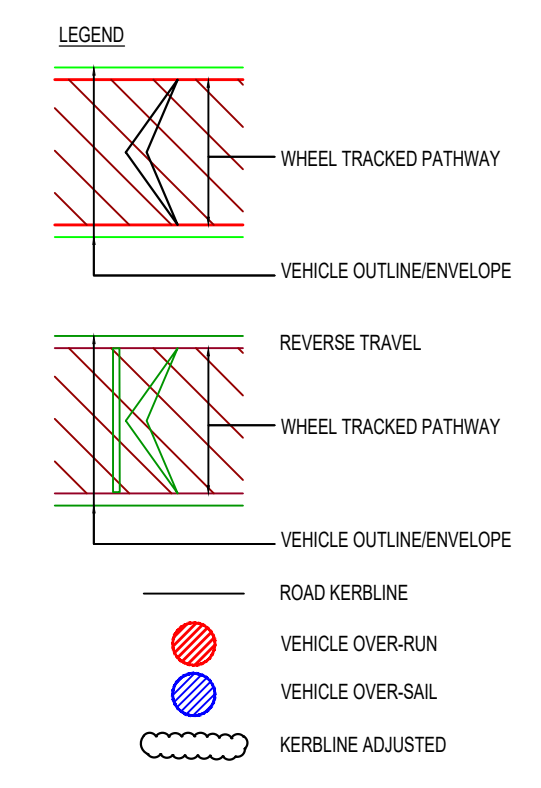 LEGEND
WHEEL TRACKED PATHWAY
VEHICLE OUTLINE/ENVELOPE
REVERSE TRAVEL
WHEEL TRACKED PATHWAY
VEHICLE OUTLINE/ENVELOPE
ROAD KERBLINE
VEHICLE OVER-RUN
VEHICLE OVER-SAIL
KERBLINE ADJUSTED